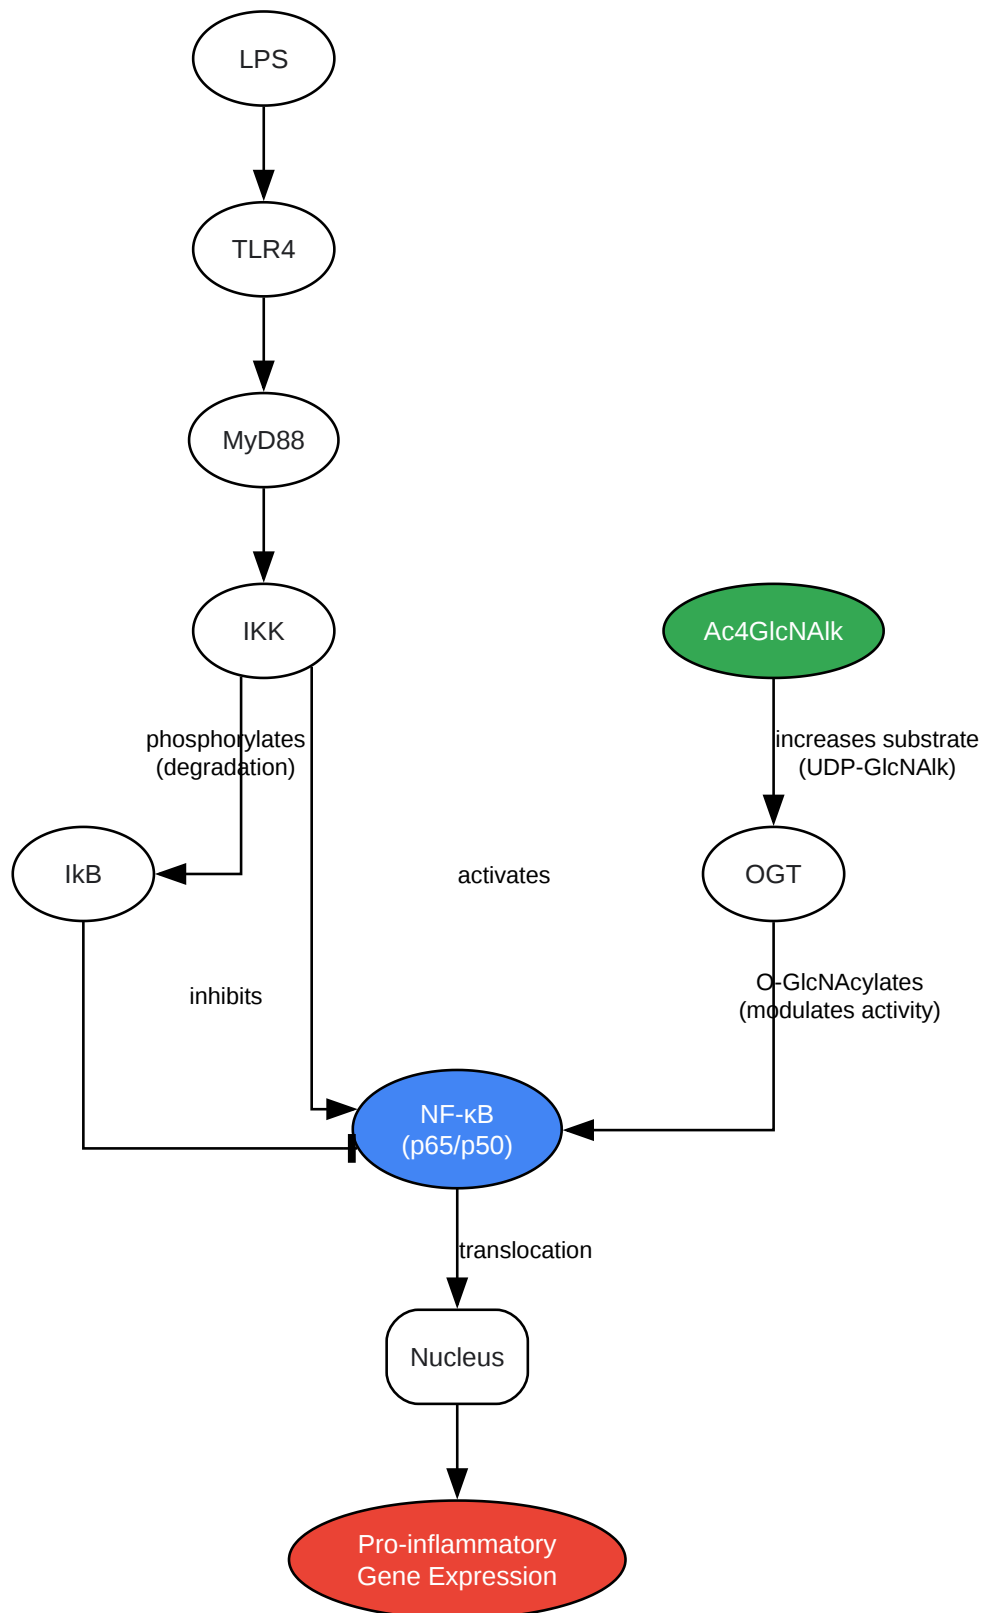 LPS
TLR4
MyD88
IKK
Ac4GlcNAlk
phosphorylates
(degradation)
increases substrate
(UDP-GlcNAlk)
IkB
activates
OGT
inhibits
O-GlcNAcylates
(modulates activity)
NF-κB
(p65/p50)
translocation
Nucleus
Pro-inflammatory
Gene Expression